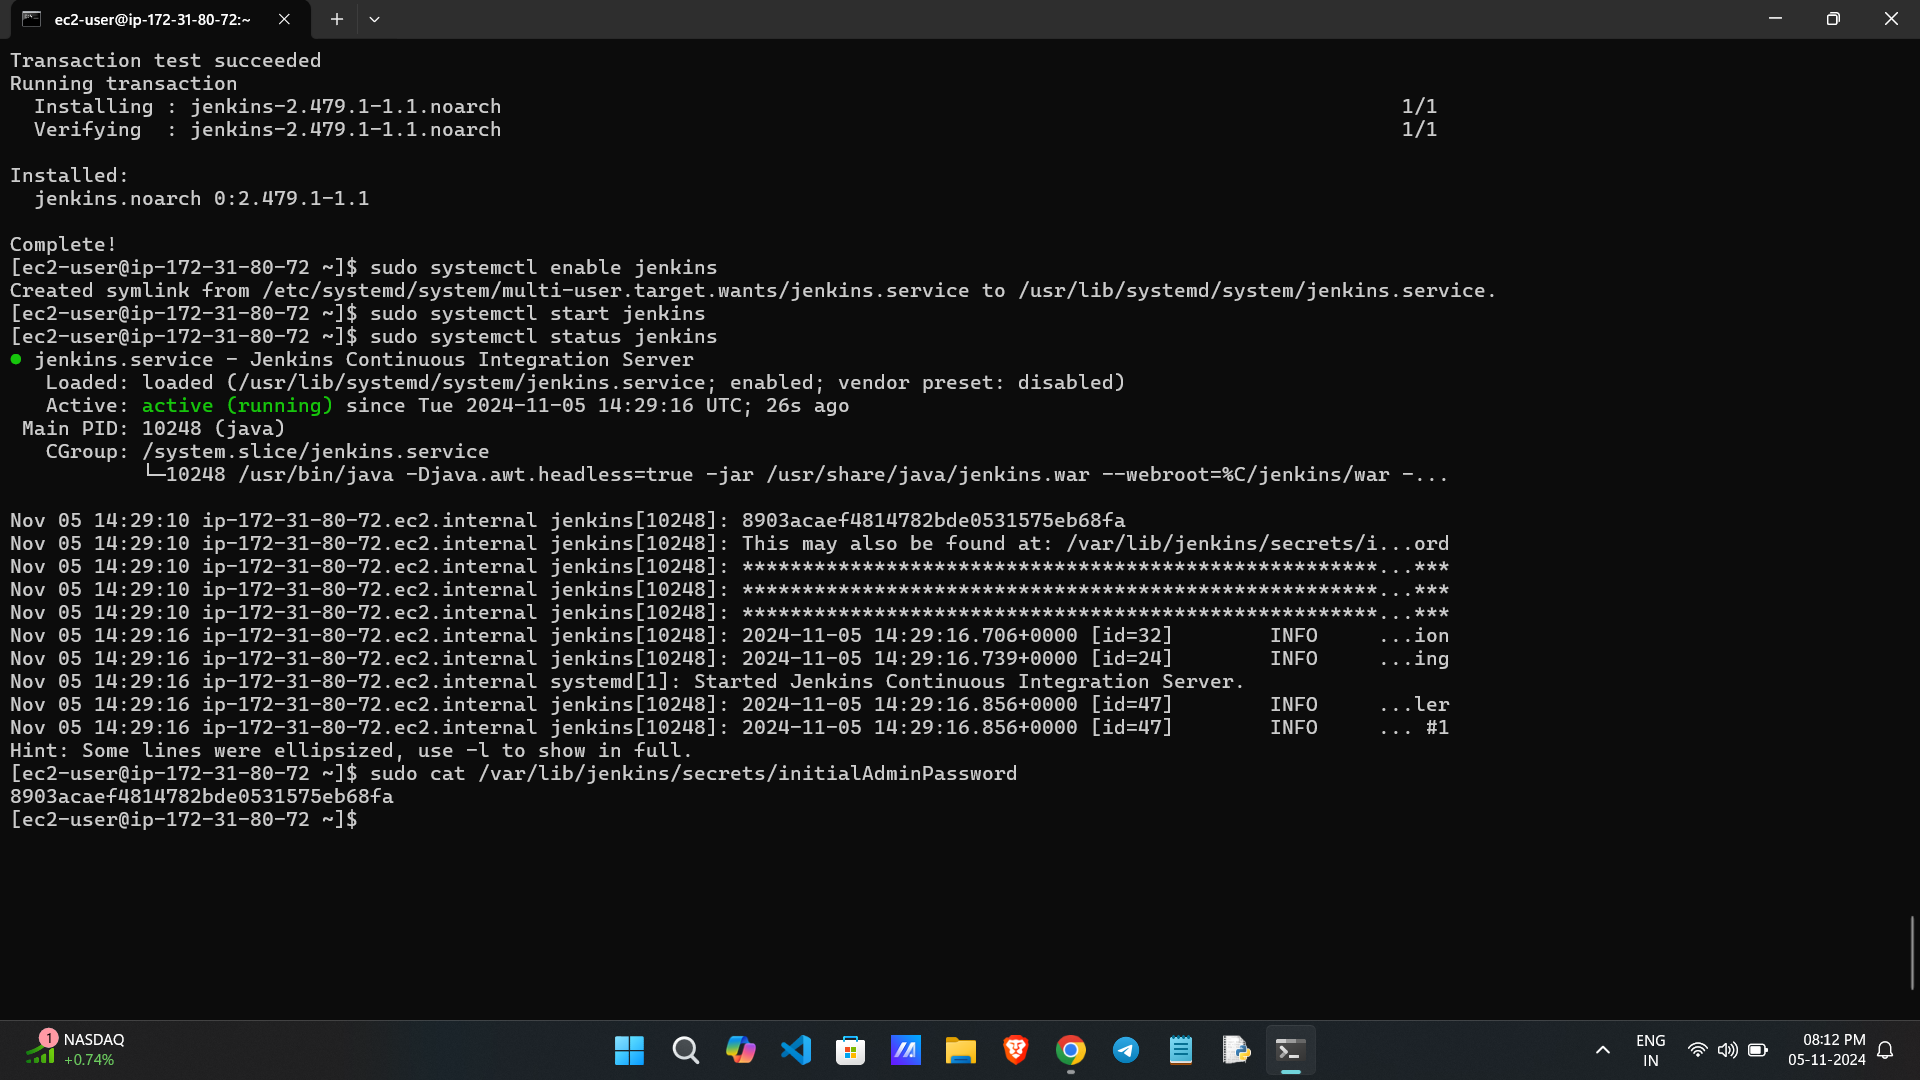 ec2-user@ip-172-31-80-72:~
Transaction test succeeded
Running transaction
  Installing : jenkins-2.479.1-1.1.noarch 1/1
  Verifying  : jenkins-2.479.1-1.1.noarch 1/1
Installed:
  jenkins.noarch 0:2.479.1-1.1
Complete!
[ec2-user@ip-172-31-80-72 ~]$ sudo systemctl enable jenkins
Created symlink from /etc/systemd/system/multi-user.target.wants/jenkins.service to /usr/lib/systemd/system/jenkins.service.
[ec2-user@ip-172-31-80-72 ~]$ sudo systemctl start jenkins
[ec2-user@ip-172-31-80-72 ~]$ sudo systemctl status jenkins
● jenkins.service - Jenkins Continuous Integration Server
   Loaded: loaded (/usr/lib/systemd/system/jenkins.service; enabled; vendor preset: disabled)
   Active: active (running) since Tue 2024-11-05 14:29:16 UTC; 26s ago
 Main PID: 10248 (java)
   CGroup: /system.slice/jenkins.service
           └─10248 /usr/bin/java -Djava.awt.headless=true -jar /usr/share/java/jenkins.war --webroot=%C/jenkins/war -...
Nov 05 14:29:10 ip-172-31-80-72.ec2.internal jenkins[10248]: 8903acaef4814782bde0531575eb68fa
Nov 05 14:29:10 ip-172-31-80-72.ec2.internal jenkins[10248]: This may also be found at: /var/lib/jenkins/secrets/i...ord
Nov 05 14:29:10 ip-172-31-80-72.ec2.internal jenkins[10248]: *****************************************************...***
Nov 05 14:29:10 ip-172-31-80-72.ec2.internal jenkins[10248]: *****************************************************...***
Nov 05 14:29:10 ip-172-31-80-72.ec2.internal jenkins[10248]: *****************************************************...***
Nov 05 14:29:16 ip-172-31-80-72.ec2.internal jenkins[10248]: 2024-11-05 14:29:16.706+0000 [id=32]        INFO     ...ion
Nov 05 14:29:16 ip-172-31-80-72.ec2.internal jenkins[10248]: 2024-11-05 14:29:16.739+0000 [id=24]        INFO     ...ing
Nov 05 14:29:16 ip-172-31-80-72.ec2.internal systemd[1]: Started Jenkins Continuous Integration Server.
Nov 05 14:29:16 ip-172-31-80-72.ec2.internal jenkins[10248]: 2024-11-05 14:29:16.856+0000 [id=47]        INFO     ...ler
Nov 05 14:29:16 ip-172-31-80-72.ec2.internal jenkins[10248]: 2024-11-05 14:29:16.856+0000 [id=47]        INFO     ... #1
Hint: Some lines were ellipsized, use -l to show in full.
[ec2-user@ip-172-31-80-72 ~]$ sudo cat /var/lib/jenkins/secrets/initialAdminPassword
8903acaef4814782bde0531575eb68fa
[ec2-user@ip-172-31-80-72 ~]$
1 NASDAQ
+0.74%
ENG
IN
08:12 PM
05-11-2024